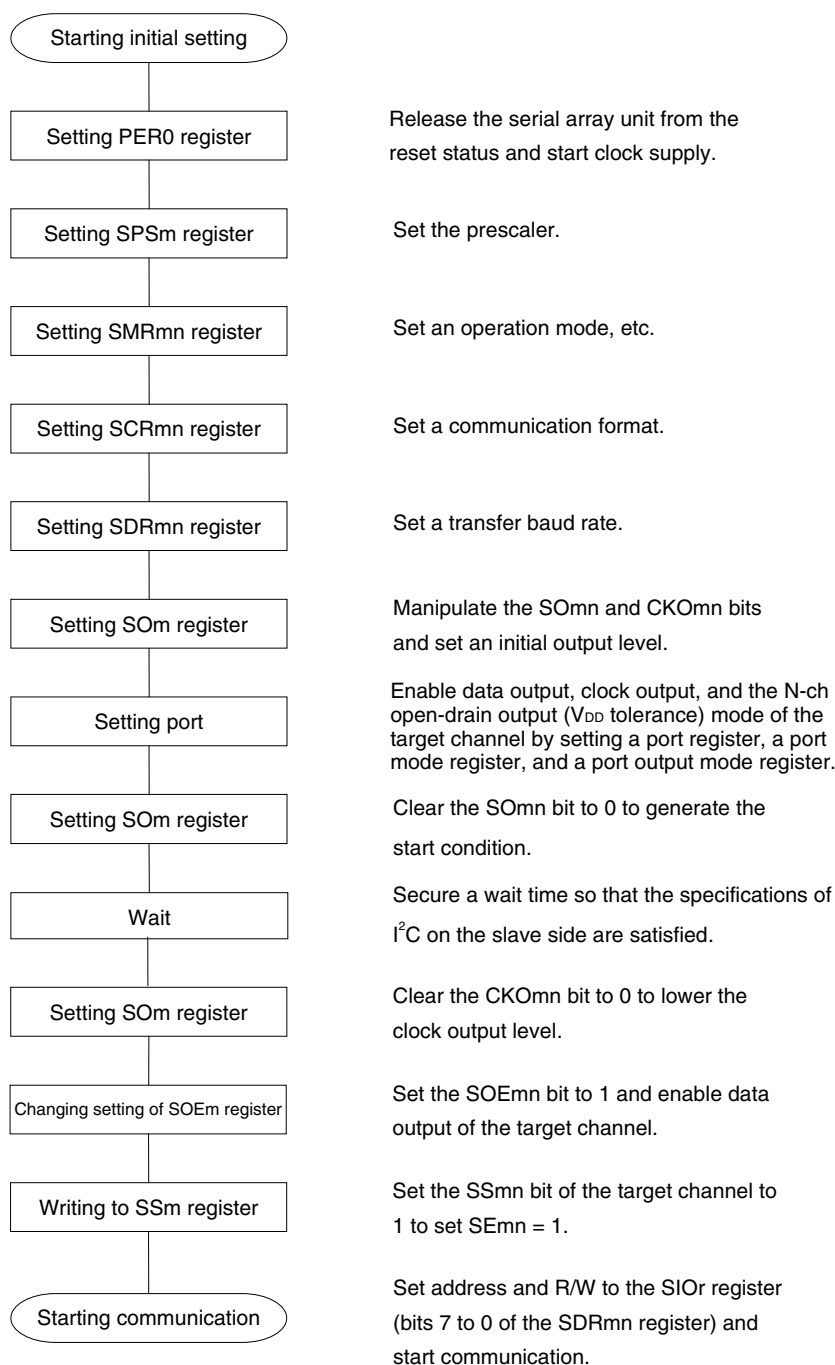 Starting initial setting
Setting PER0 register
Release the serial array unit from the
reset status and start clock supply.
Setting SPSm register
Set the prescaler.
Setting SMRmn register
Set an operation mode, etc.
Setting SCRmn register
Set a communication format.
Setting SDRmn register
Set a transfer baud rate.
Setting SOm register
Manipulate the SOmn and CKOmn bits
and set an initial output level.
Setting port
Enable data output, clock output, and the N-ch
open-drain output (VDD tolerance) mode of the
target channel by setting a port register, a port
mode register, and a port output mode register.
Setting SOm register
Clear the SOmn bit to 0 to generate the
start condition.
Wait
Secure a wait time so that the specifications of
I²C on the slave side are satisfied.
Setting SOm register
Clear the CKOmn bit to 0 to lower the
clock output level.
Changing setting of SOEm register
Set the SOEmn bit to 1 and enable data
output of the target channel.
Writing to SSm register
Set the SSmn bit of the target channel to
1 to set SEmn = 1.
Starting communication
Set address and R/W to the SIOr register
(bits 7 to 0 of the SDRmn register) and
start communication.